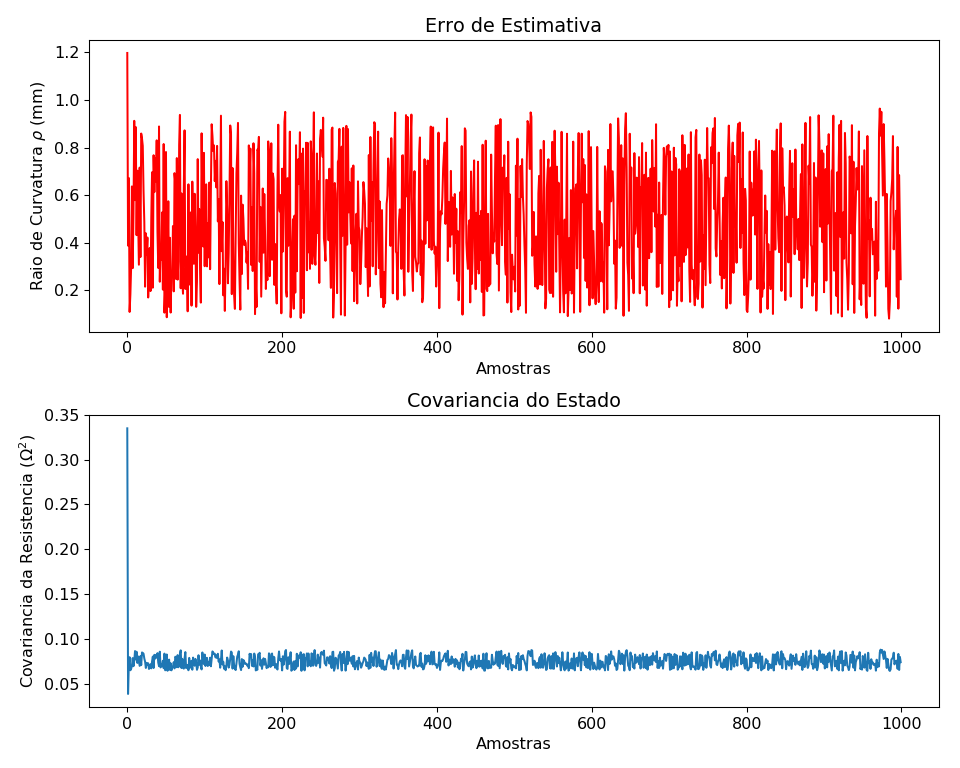 Erro de Estimativa
Raio de Curvatura ρ (mm)
1.2
1.0
0.8
0.6
0.4
0.2
0 200 400 600 800 1000
Amostras
Covariancia do Estado
Covariancia da Resistencia (Ω²)
0.35
0.30
0.25
0.20
0.15
0.10
0.05
0 200 400 600 800 1000
Amostras